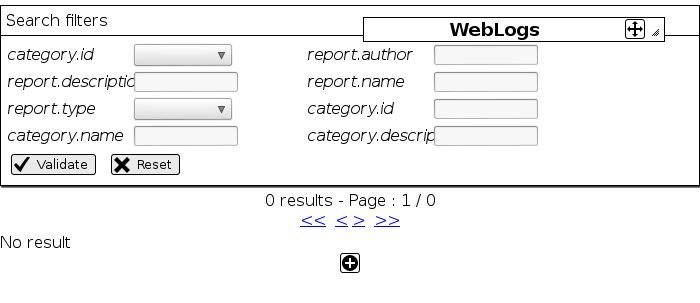 Search filters
WebLogs
category.id report.author
report.descriptio report.name
report.type category.id
category.name category.descrip
Validate Reset
0 results - Page : 1 / 0
<< < > >>
No result